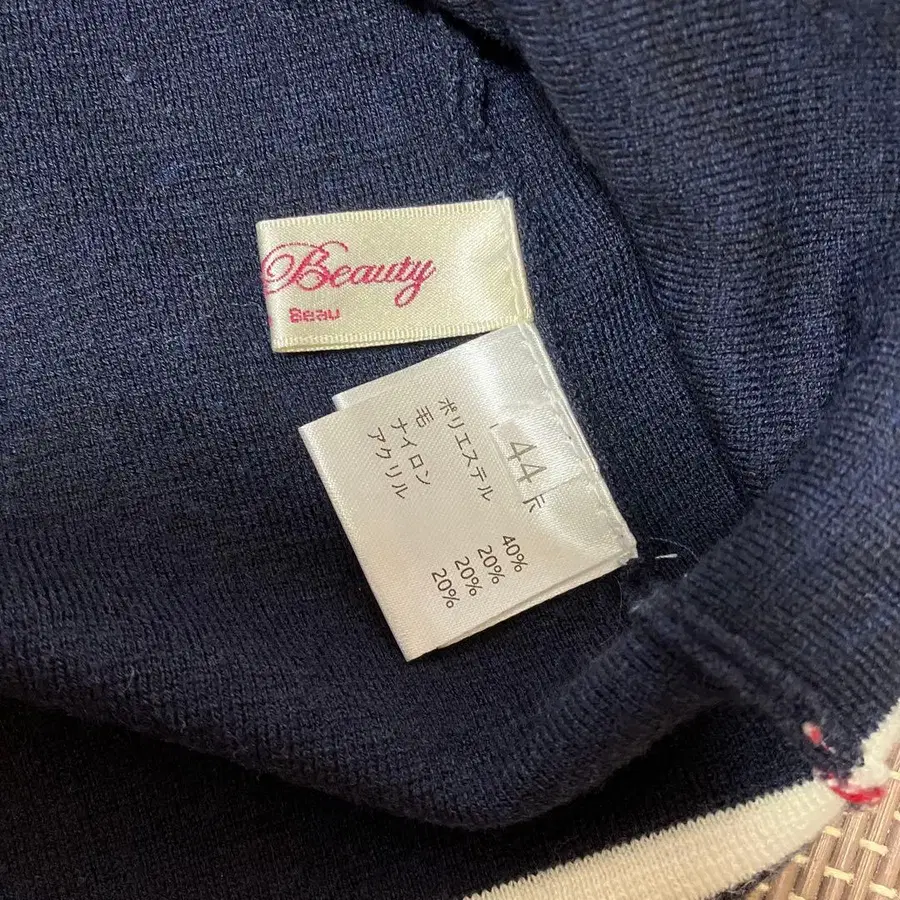 Beauty
Beau
44
ポリエステル 40%
毛 20%
ナイロン 20%
アクリル 20%